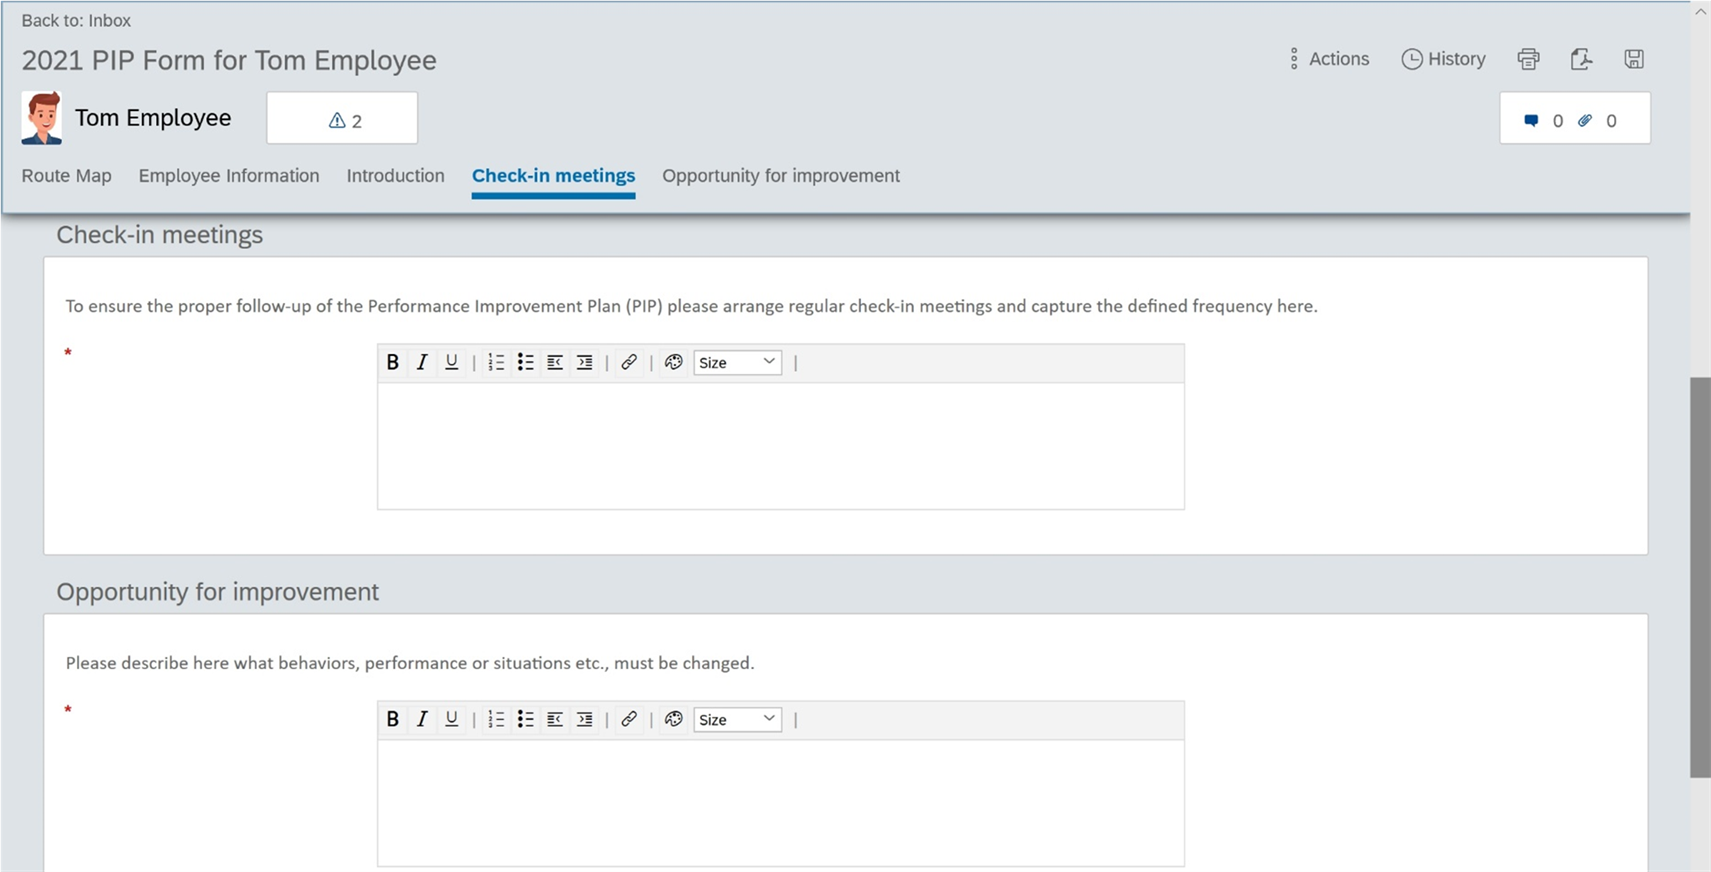 Back to: Inbox
2021 PIP Form for Tom Employee
Actions
History
Tom Employee
2
0
0
Route Map
Employee Information
Introduction
Check-in meetings
Opportunity for improvement
Check-in meetings
To ensure the proper follow-up of the Performance Improvement Plan (PIP) please arrange regular check-in meetings and capture the defined frequency here.
*
B I U | | | Size |
Opportunity for improvement
Please describe here what behaviors, performance or situations etc., must be changed.
*
B I U | | | Size |